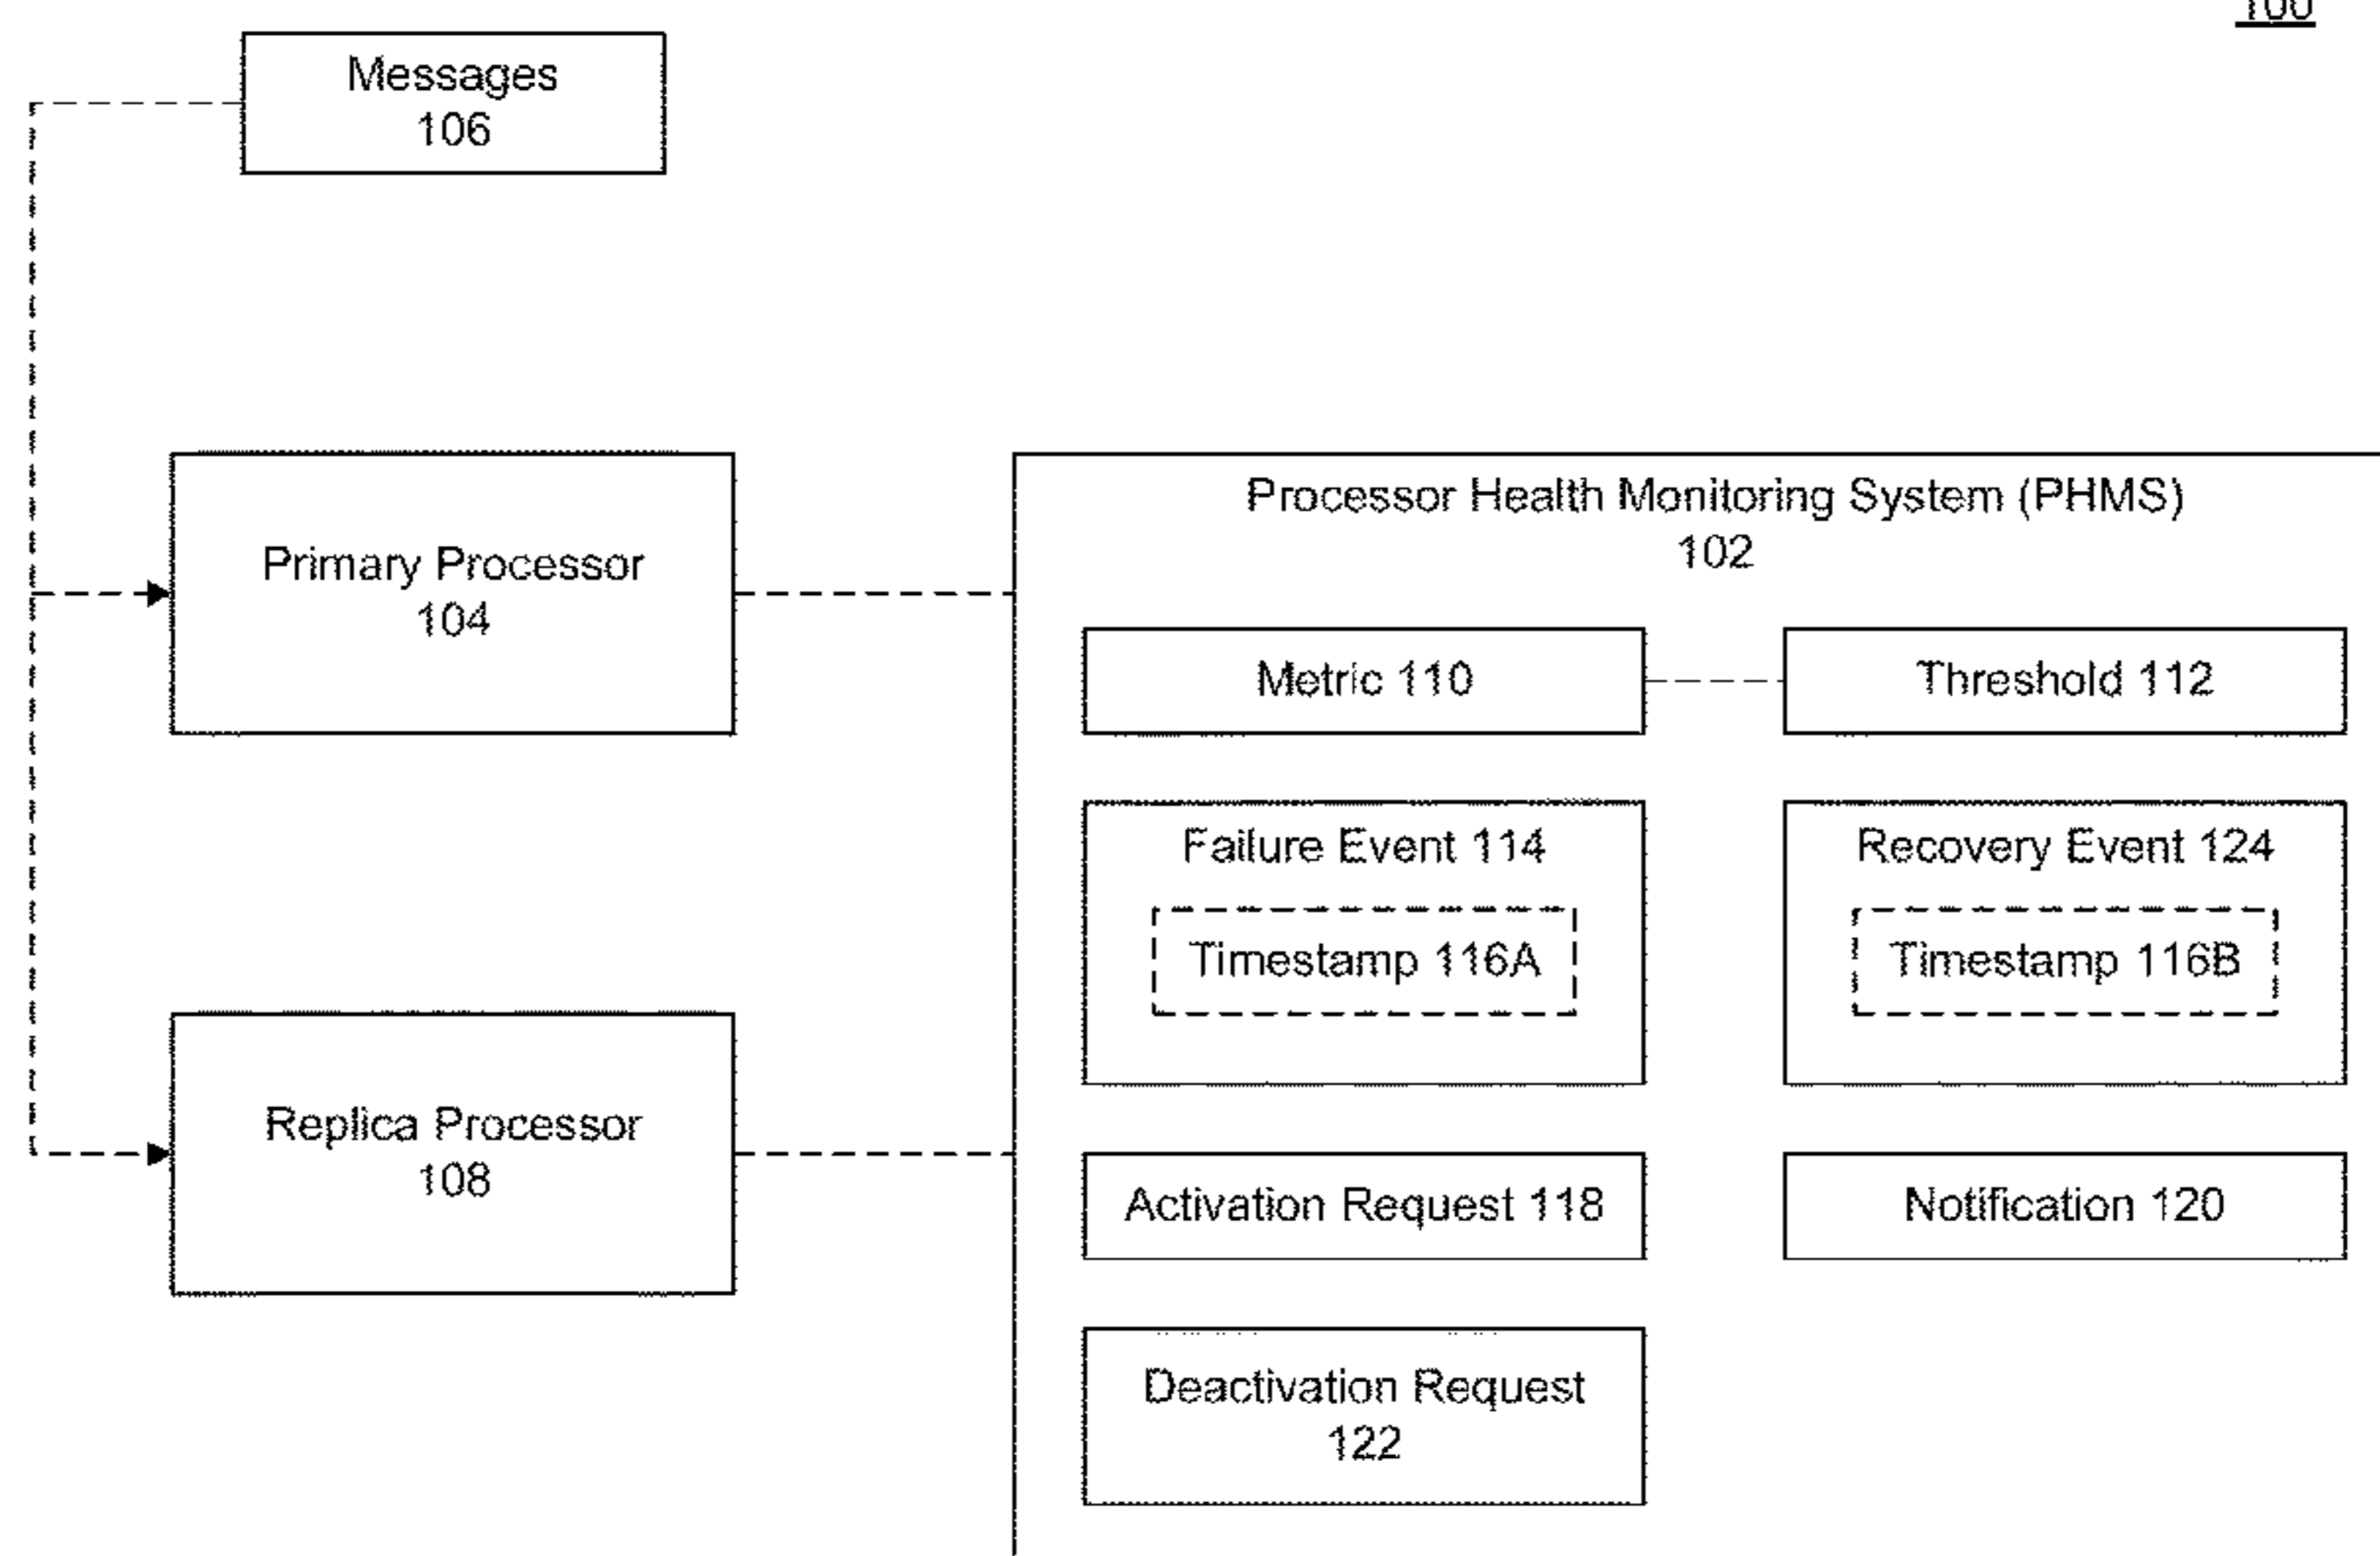 100
Messages
106
Processor Health Monitoring System (PHMS)
102
Primary Processor
104
Metric 110
Threshold 112
Failure Event 114
Recovery Event 124
Timestamp 116A
Timestamp 116B
Replica Processor
108
Activation Request 118
Notification 120
Deactivation Request
122